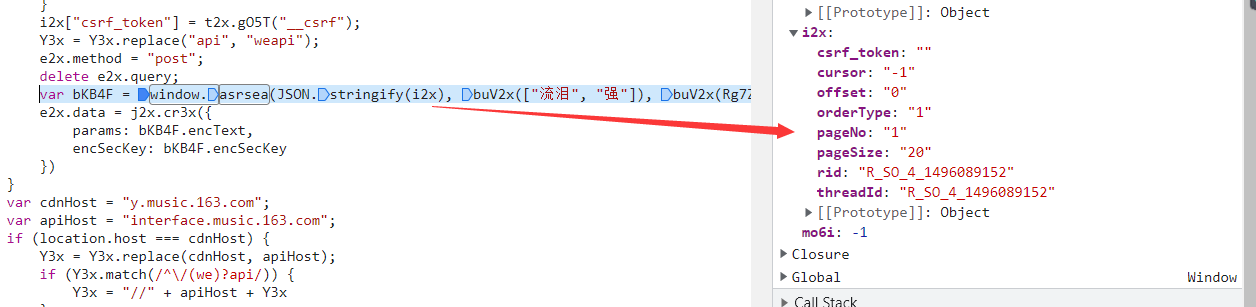 }
i2x["csrf_token"] = t2x.gO5T("__csrf");
Y3x = Y3x.replace("api", "weapi");
e2x.method = "post";
delete e2x.query;
var bKB4F = window.asrsea(JSON.stringify(i2x), buV2x(["流泪", "强"]), buV2x(Rg7Z
e2x.data = j2x.cr3x({
params: bKB4F.encText,
encSecKey: bKB4F.encSecKey
})
}
var cdnHost = "y.music.163.com";
var apiHost = "interface.music.163.com";
if (location.host === cdnHost) {
Y3x = Y3x.replace(cdnHost, apiHost);
if (Y3x.match(/^\/(we)?api/)) {
Y3x = "//" + apiHost + Y3x
[[Prototype]]: Object
i2x:
csrf_token: ""
cursor: "-1"
offset: "0"
orderType: "1"
pageNo: "1"
pageSize: "20"
rid: "R_SO_4_1496089152"
threadId: "R_SO_4_1496089152"
[[Prototype]]: Object
mo6i: -1
Closure
Global Window
Call Stack